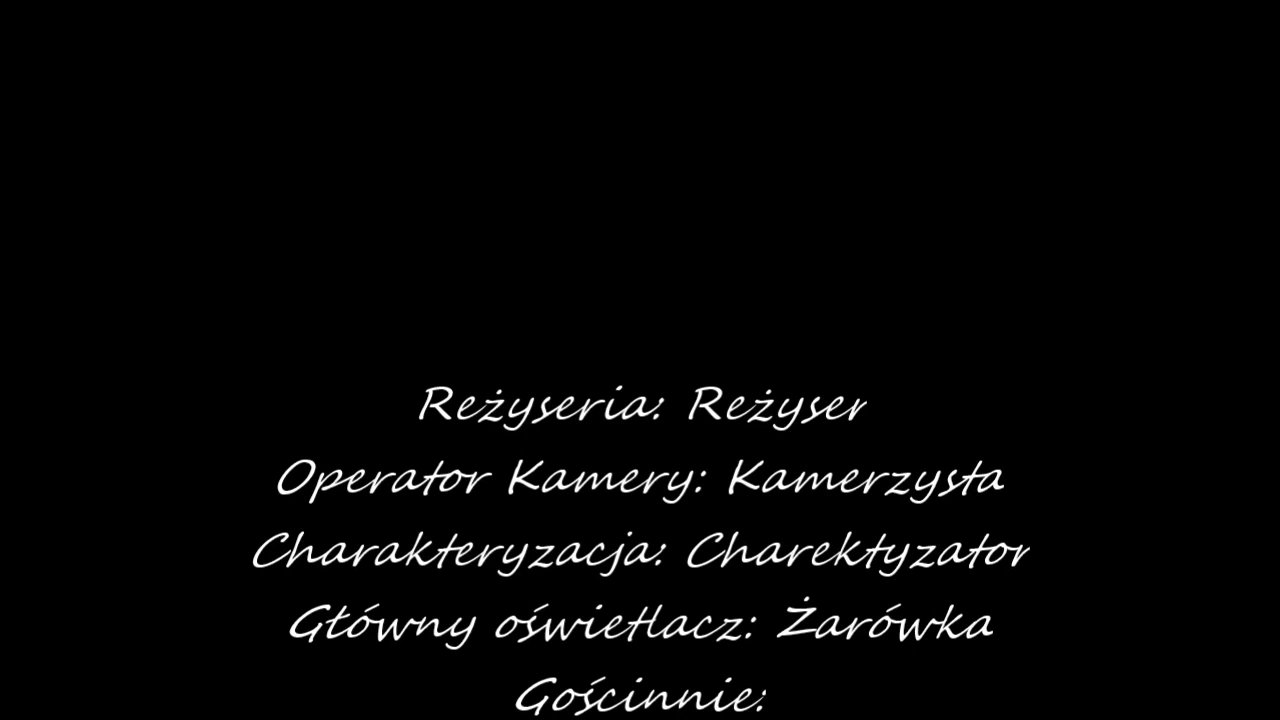 Reżyseria: Reżyser
Operator Kamery: Kamerzysta
Charakteryzacja: Charektyzator
Główny oświetlacz: Żarówka
Gościnnie: